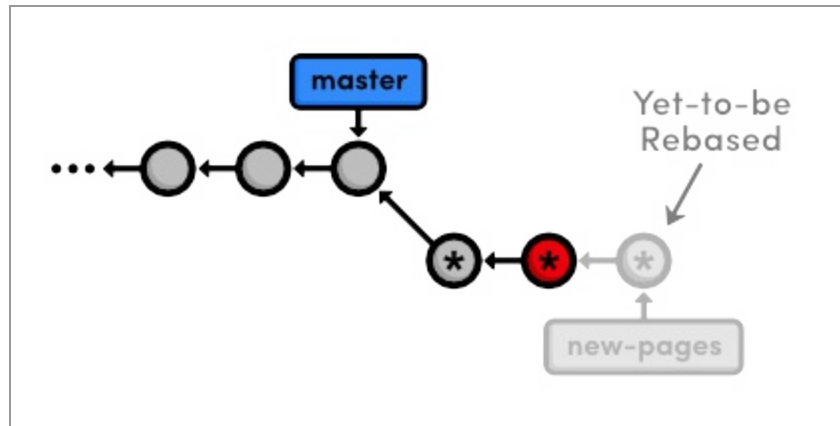 master
Yet-to-be
Rebased
*
*
*
new-pages